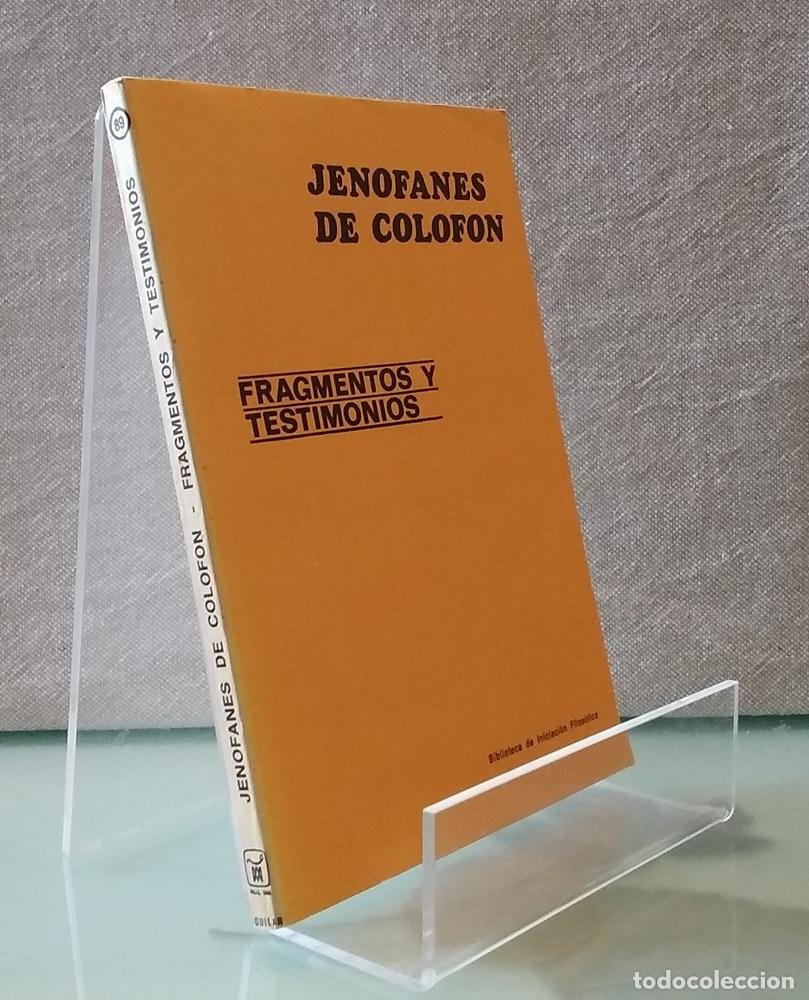 JENOFANES
DE COLOFON
FRAGMENTOS Y
TESTIMONIOS
Biblioteca de Iniciación Filosófica
89
JENOFANES DE COLOFON - FRAGMENTOS Y TESTIMONIOS
todocoleccion